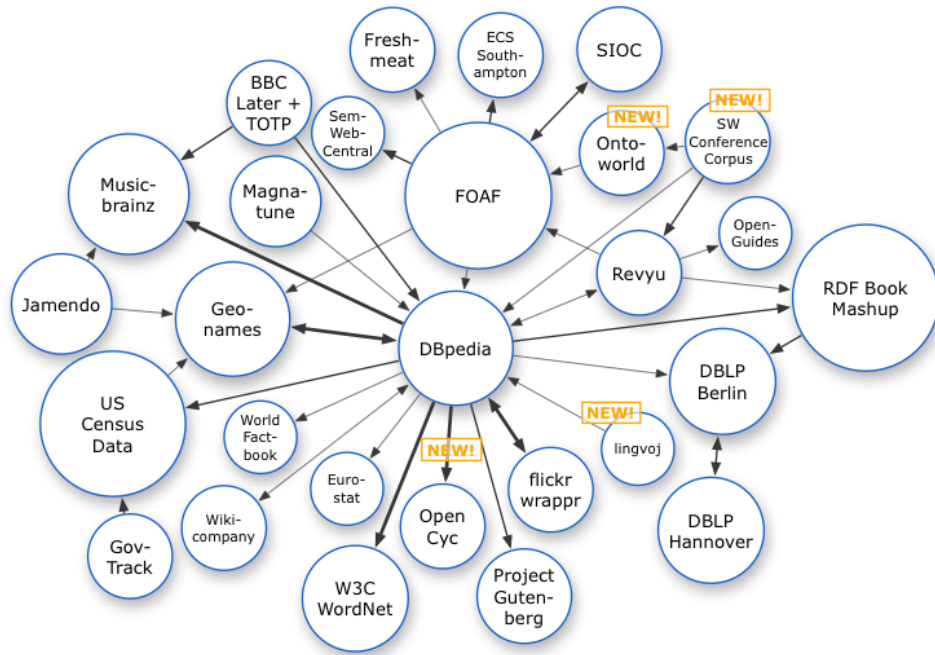 Fresh-
meat
ECS
South-
ampton
SIOC
BBC
Later +
TOTP
Sem-
Web-
Central
NEW!
Onto-
world
NEW!
SW
Conference
Corpus
Music-
brainz
Magna-
tune
FOAF
Open-
Guides
Revyu
RDF Book
Mashup
Jamendo
Geo-
names
DBpedia
DBLP
Berlin
US
Census
Data
World
Fact-
book
NEW!
lingvoj
NEW!
Euro-
stat
flickr
wrappr
Wiki-
company
Open
Cyc
DBLP
Hannover
Gov-
Track
W3C
WordNet
Project
Guten-
berg